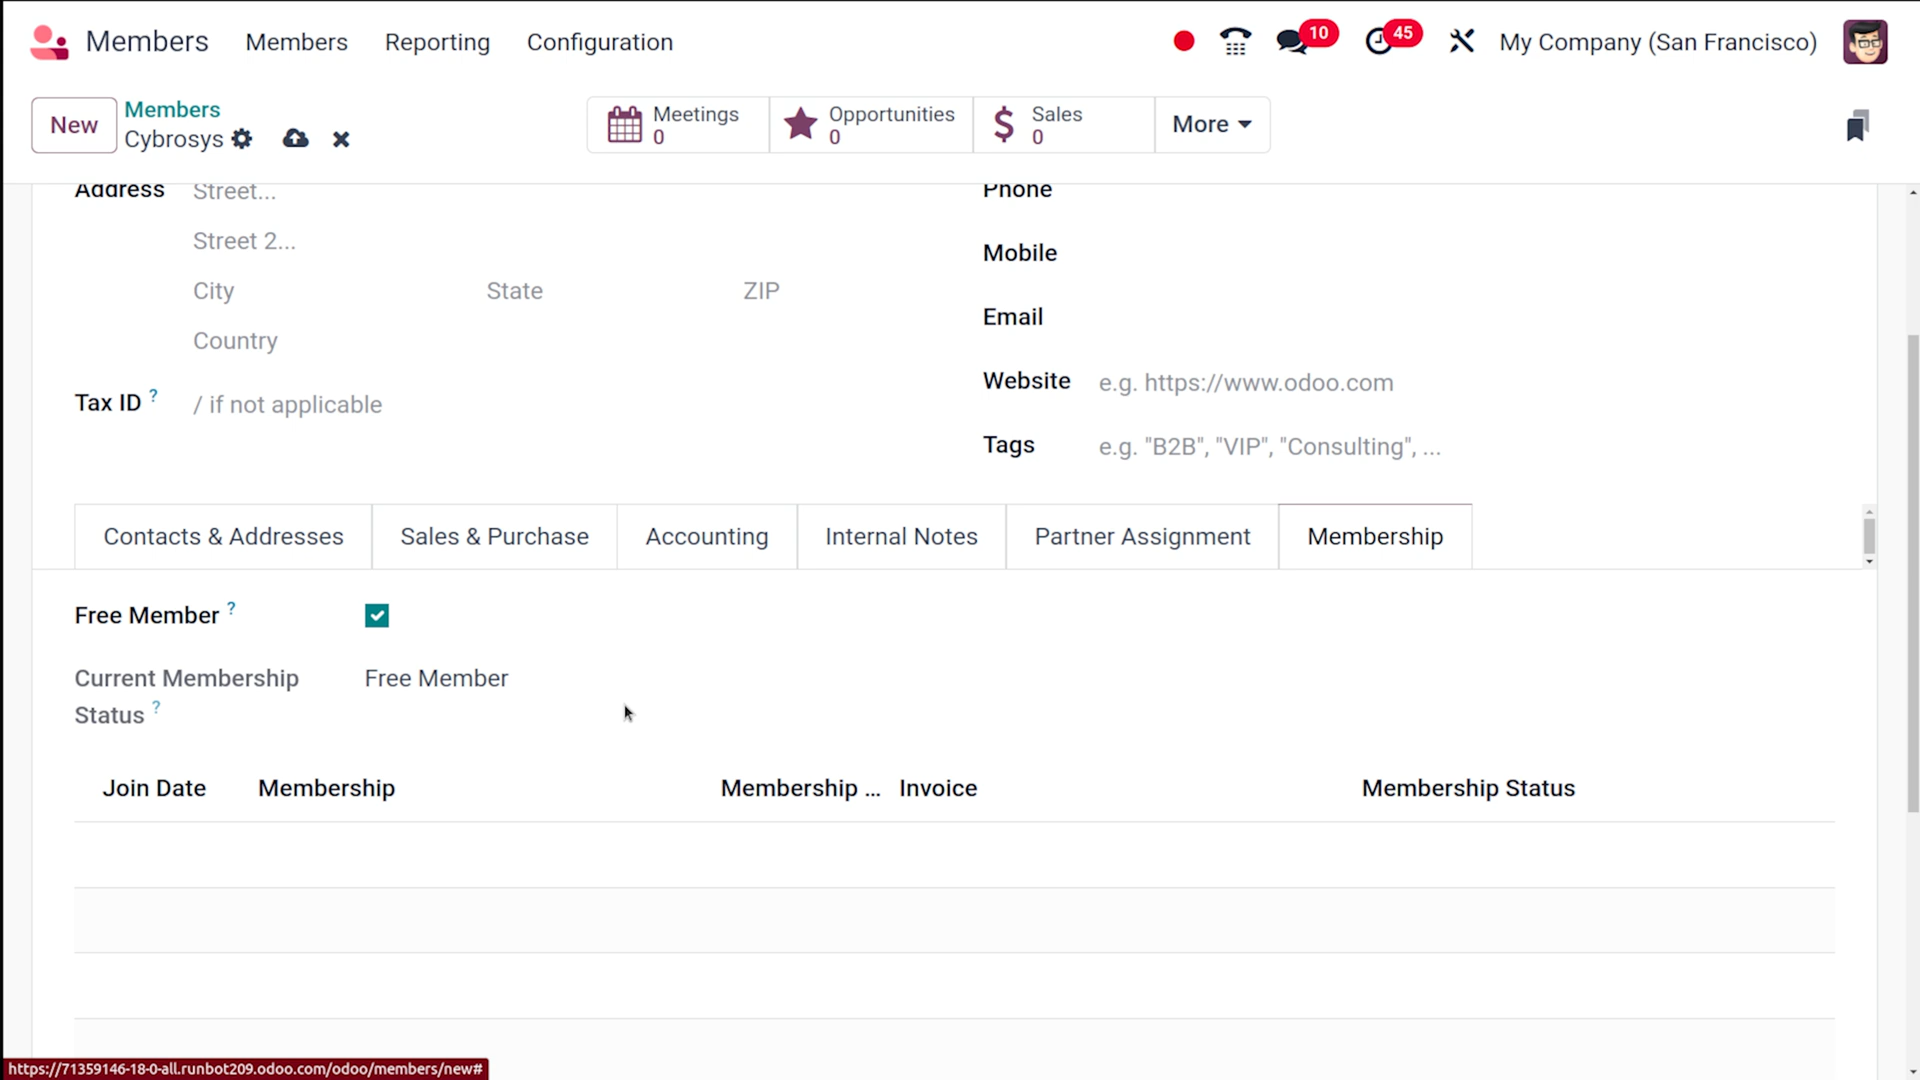 Members Members Reporting Configuration 10 45 My Company (San Francisco)
New Members Cybrosys Meetings 0 Opportunities 0 Sales 0 More
Address Street... Phone
Street 2... Mobile
City State ZIP
Email
Country
Website e.g. https://www.odoo.com
Tax ID ? / if not applicable
Tags e.g. "B2B", "VIP", "Consulting", ...
Contacts & Addresses Sales & Purchase Accounting Internal Notes Partner Assignment Membership
Free Member ?
Current Membership Status ? Free Member
Join Date Membership Membership ... Invoice Membership Status
https://71359146-18-0-all.runbot209.odoo.com/odoo/members/new#